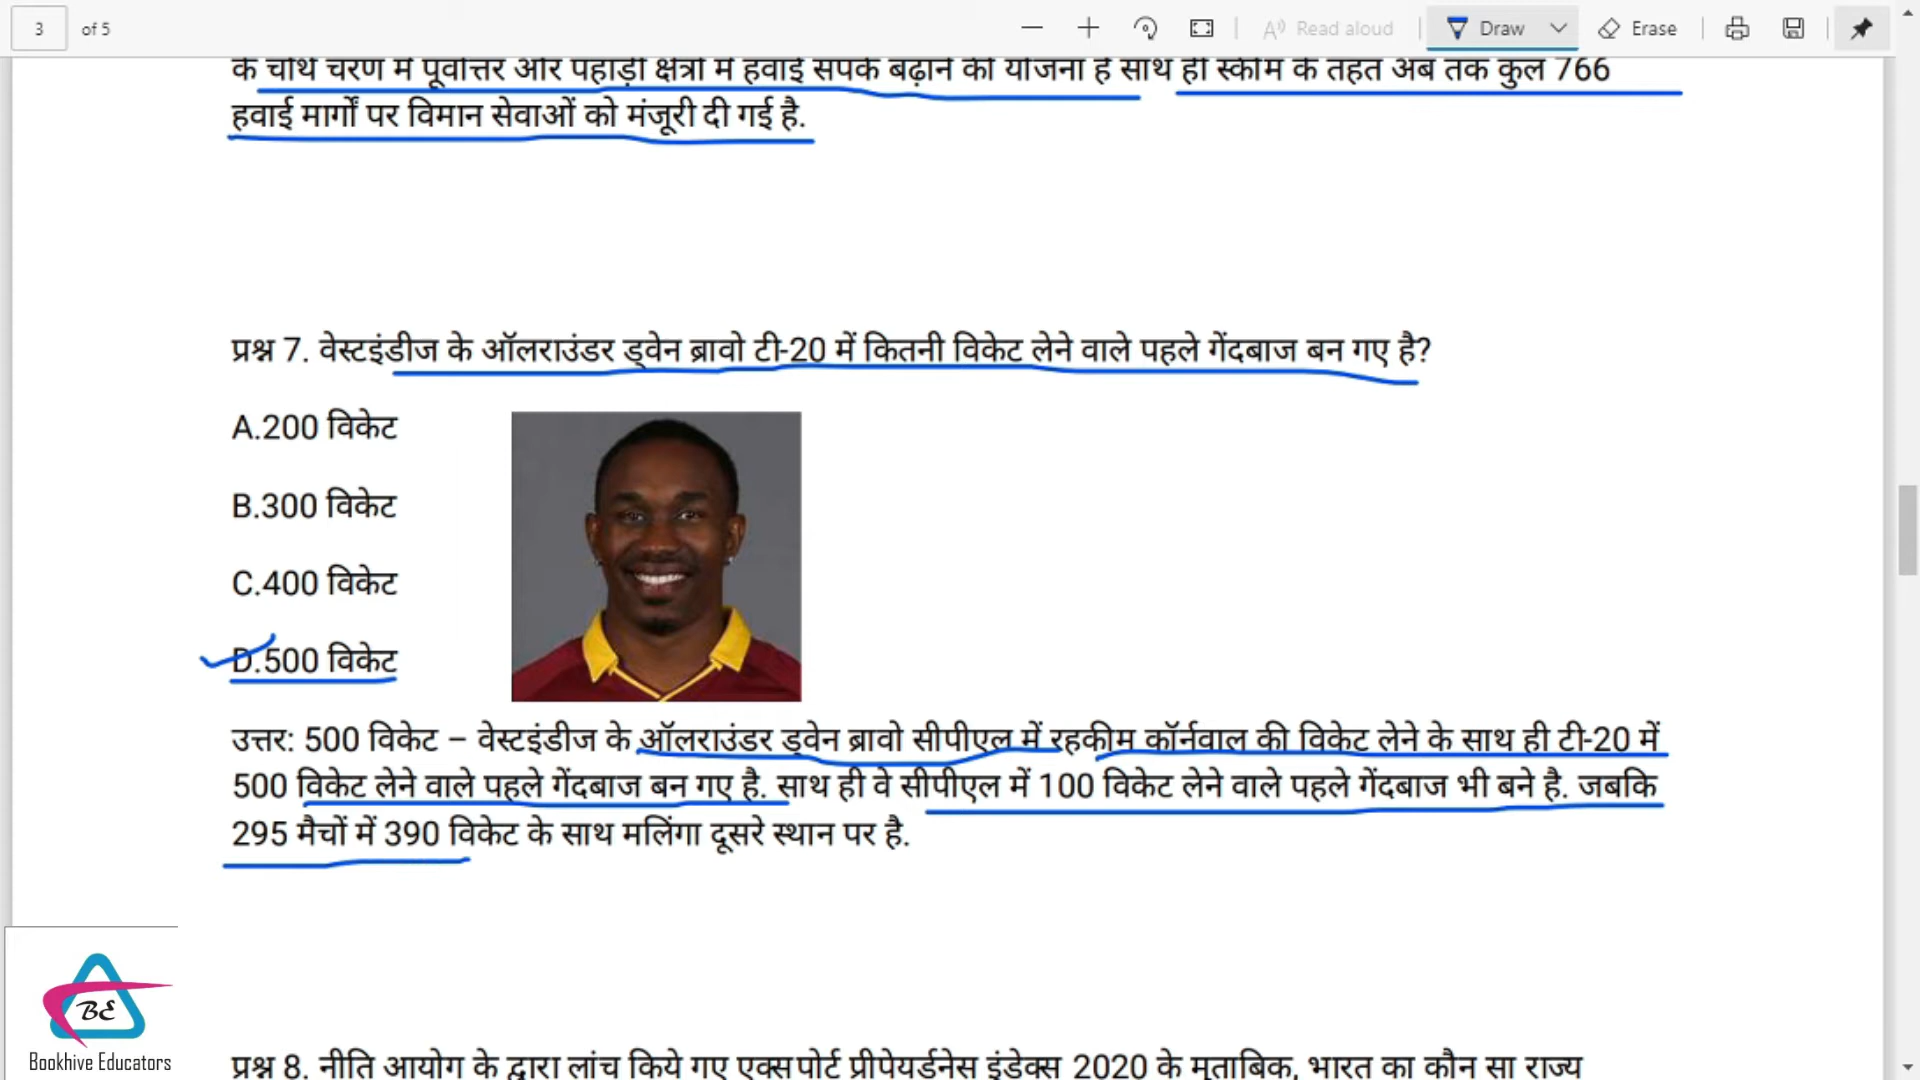 3 of 5 Read aloud Draw Erase
के चौथे चरण में पूर्वोत्तर और पहाड़ी क्षेत्रों में हवाई संपर्क बढ़ाने की योजना है साथ ही स्कीम के तहत अब तक कुल 766
हवाई मार्गों पर विमान सेवाओं को मंजूरी दी गई है.
प्रश्न 7. वेस्टइंडीज के ऑलराउंडर ड्वेन ब्रावो टी-20 में कितनी विकेट लेने वाले पहले गेंदबाज बन गए है?
A.200 विकेट
B.300 विकेट
C.400 विकेट
D.500 विकेट
उत्तर: 500 विकेट – वेस्टइंडीज के ऑलराउंडर ड्वेन ब्रावो सीपीएल में रहकीम कॉर्नवाल की विकेट लेने के साथ ही टी-20 में
500 विकेट लेने वाले पहले गेंदबाज बन गए है. साथ ही वे सीपीएल में 100 विकेट लेने वाले पहले गेंदबाज भी बने है. जबकि
295 मैचों में 390 विकेट के साथ मलिंगा दूसरे स्थान पर है.
BE
Bookhive Educators
प्रश्न 8. नीति आयोग के द्वारा लांच किये गए एक्सपोर्ट प्रीपेयर्डनेस इंडेक्स 2020 के मुताबिक, भारत का कौन सा राज्य